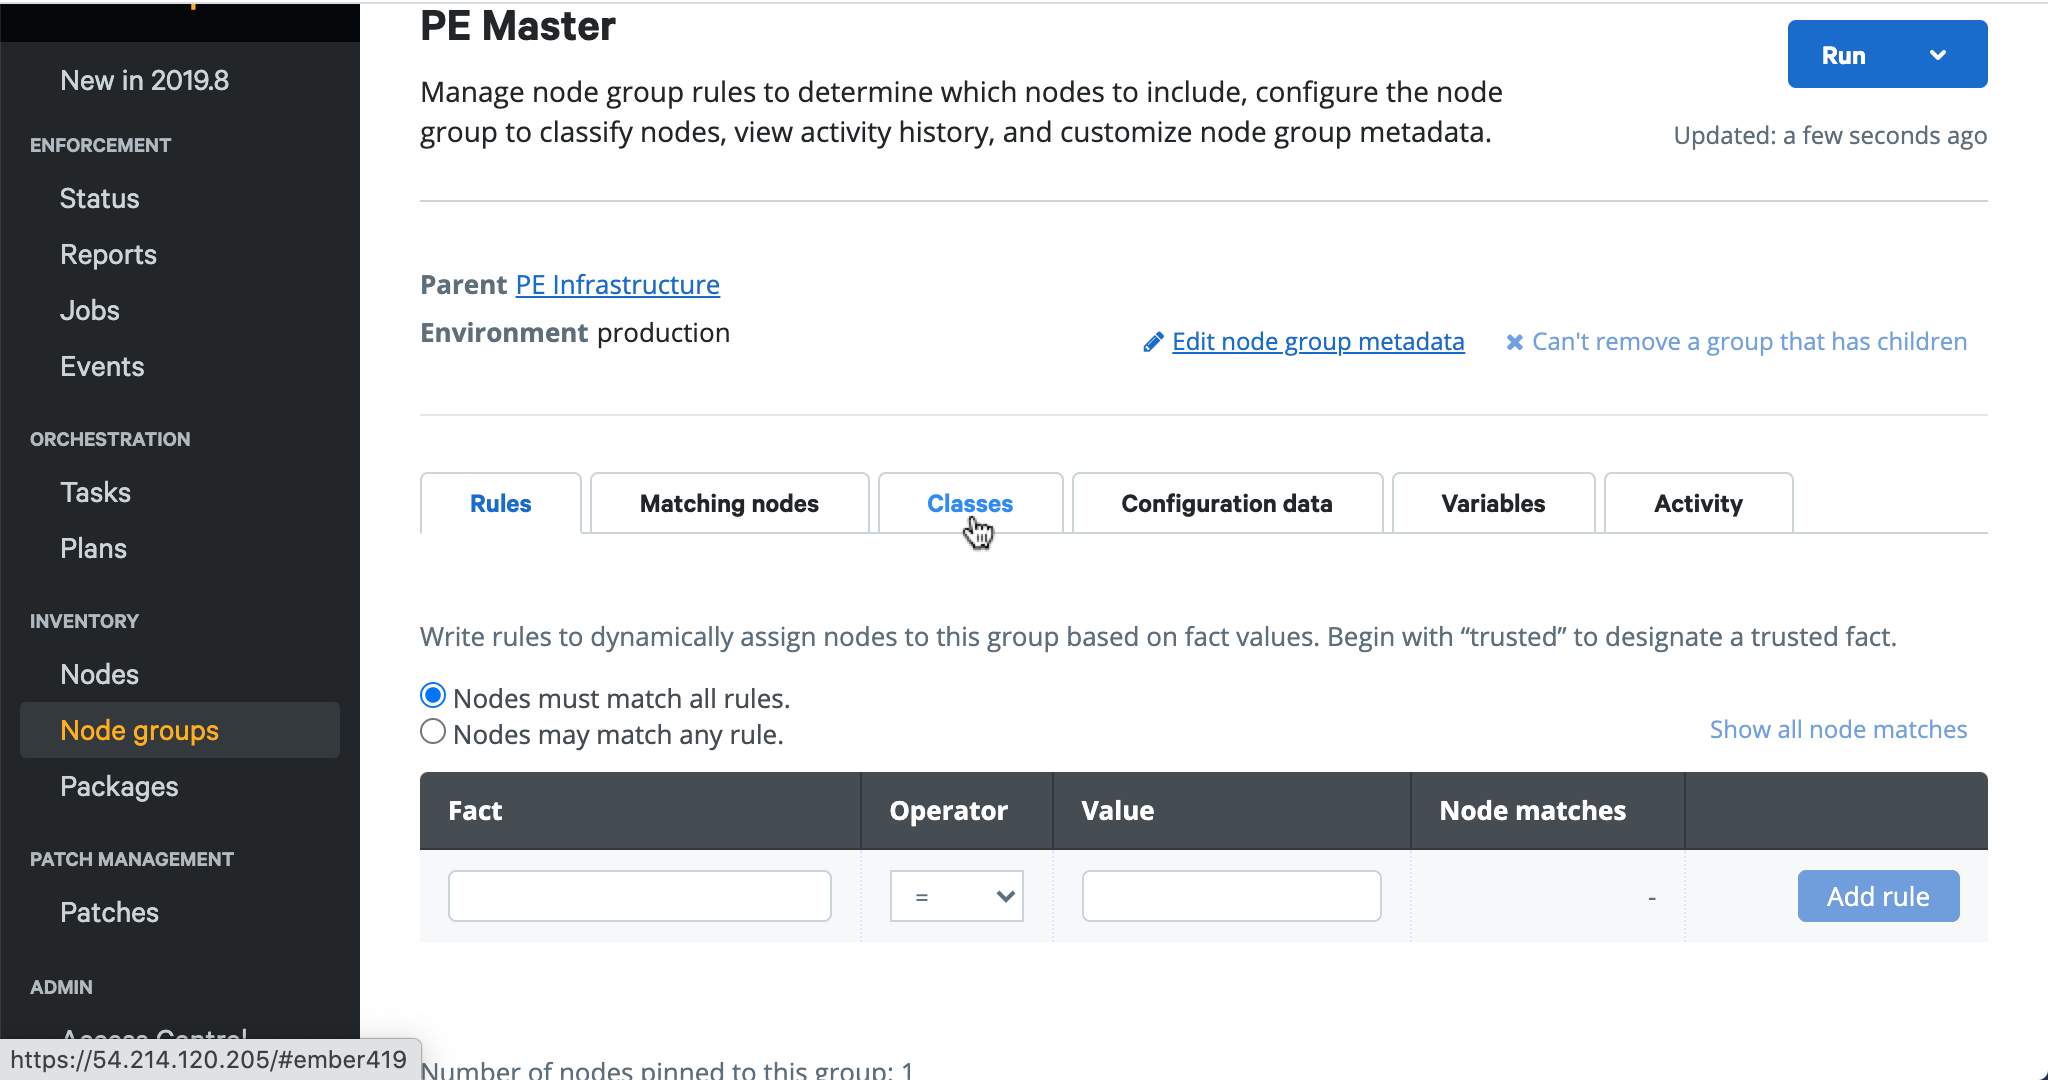 New in 2019.8
ENFORCEMENT
Status
Reports
Jobs
Events
ORCHESTRATION
Tasks
Plans
INVENTORY
Nodes
Node groups
Packages
PATCH MANAGEMENT
Patches
ADMIN
Access Control
https://54.214.120.205/#ember419
PE Master
Run
Manage node group rules to determine which nodes to include, configure the node
group to classify nodes, view activity history, and customize node group metadata.
Updated: a few seconds ago
Parent PE Infrastructure
Environment production
Edit node group metadata
Can't remove a group that has children
Rules Matching nodes Classes Configuration data Variables Activity
Write rules to dynamically assign nodes to this group based on fact values. Begin with “trusted” to designate a trusted fact.
Nodes must match all rules.
Nodes may match any rule.
Show all node matches
Fact Operator Value Node matches
= - Add rule
Number of nodes pinned to this group: 1